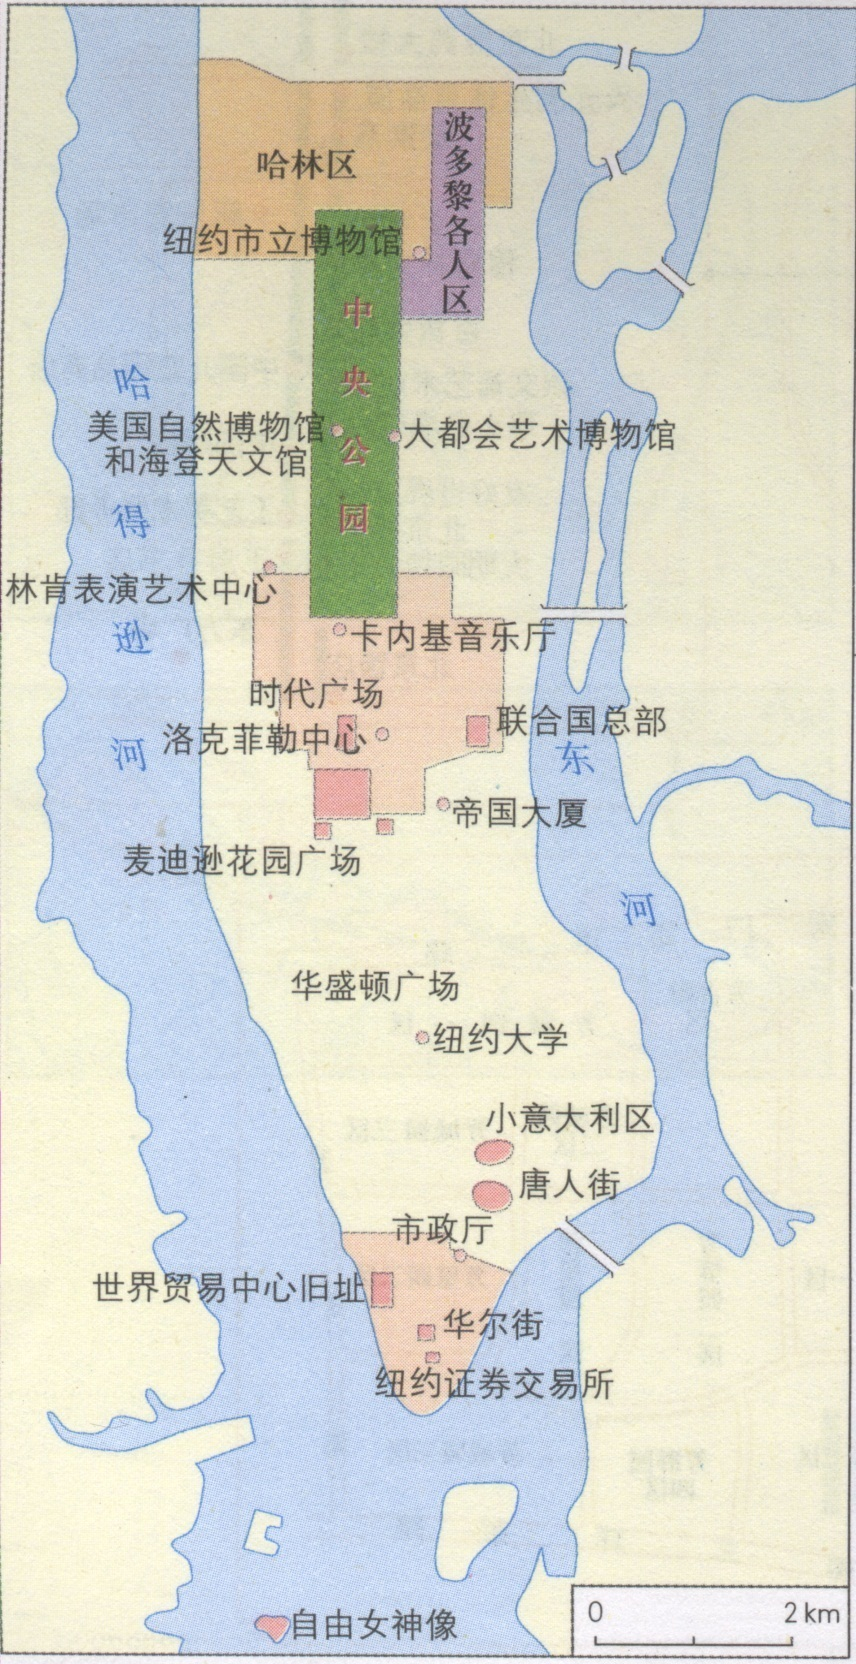 哈林区
波多黎各人区
纽约市立博物馆
中央公园
哈得逊河
美国自然博物馆
和海登天文馆
大都会艺术博物馆
林肯表演艺术中心
卡内基音乐厅
时代广场
联合国总部
洛克菲勒中心
东河
帝国大厦
麦迪逊花园广场
华盛顿广场
纽约大学
小意大利区
唐人街
市政厅
世界贸易中心旧址
华尔街
纽约证券交易所
自由女神像
0 2 km